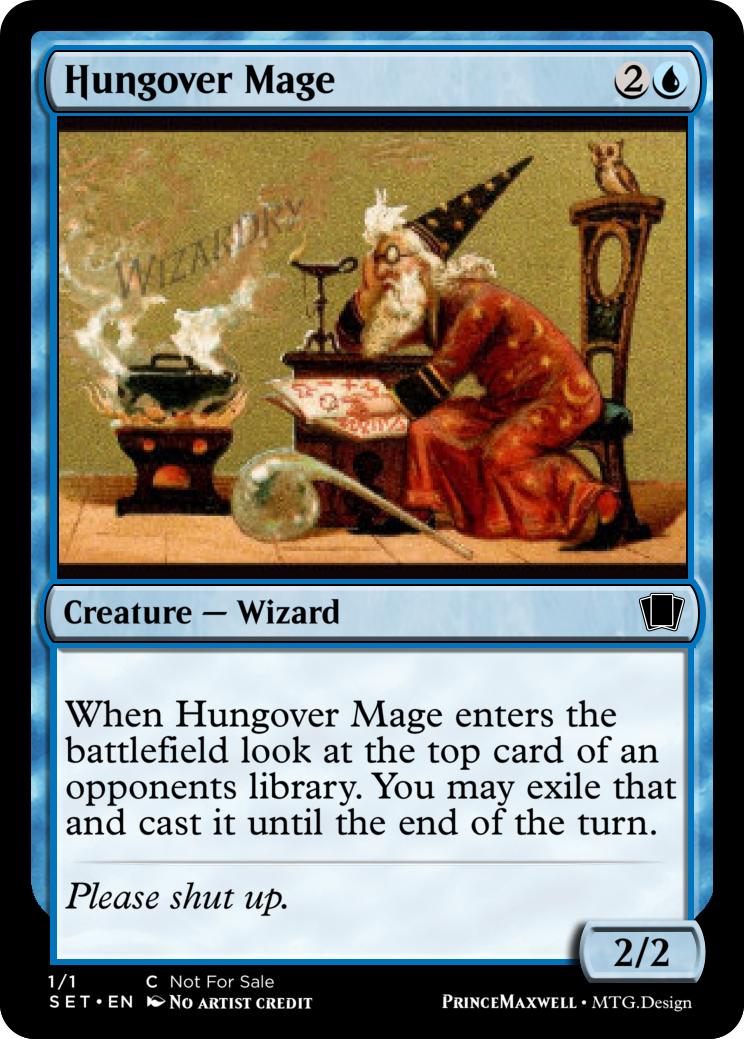 Hungover Mage
2
WIZARDRY
Creature — Wizard
When Hungover Mage enters the
battlefield look at the top card of an
opponents library. You may exile that
and cast it until the end of the turn.
Please shut up.
2/2
1/1 C Not For Sale
SET • EN No artist credit
PrinceMaxwell • MTG.Design